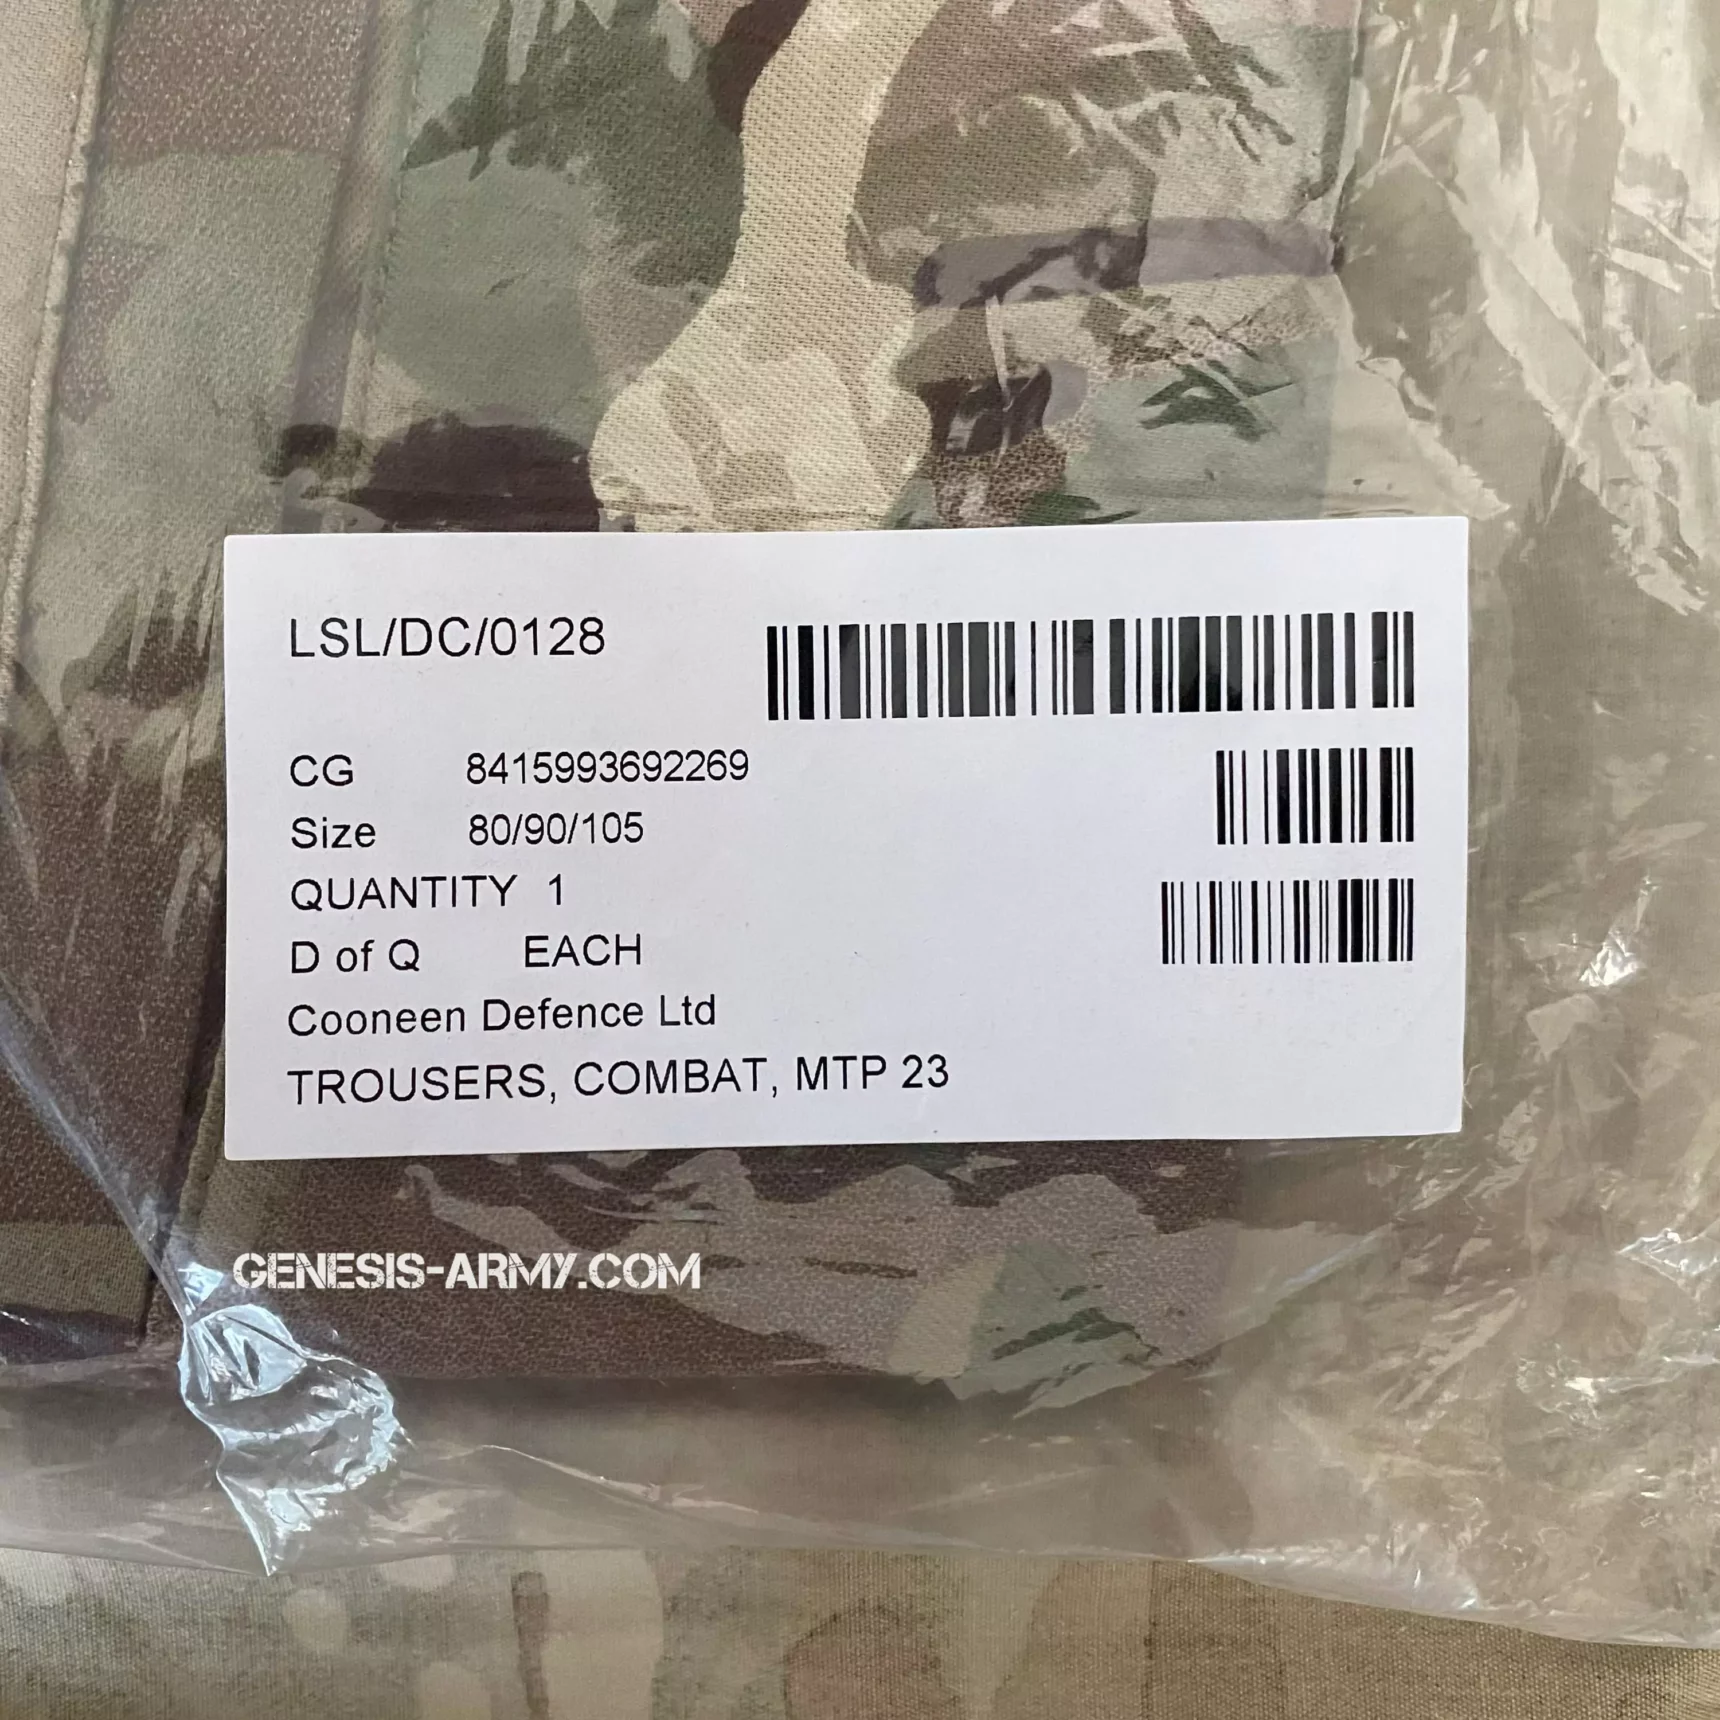 LSL/DC/0128
CG 8415993692269
Size 80/90/105
QUANTITY 1
D of Q EACH
Cooneen Defence Ltd
TROUSERS, COMBAT, MTP 23
GENESIS-ARMY.COM